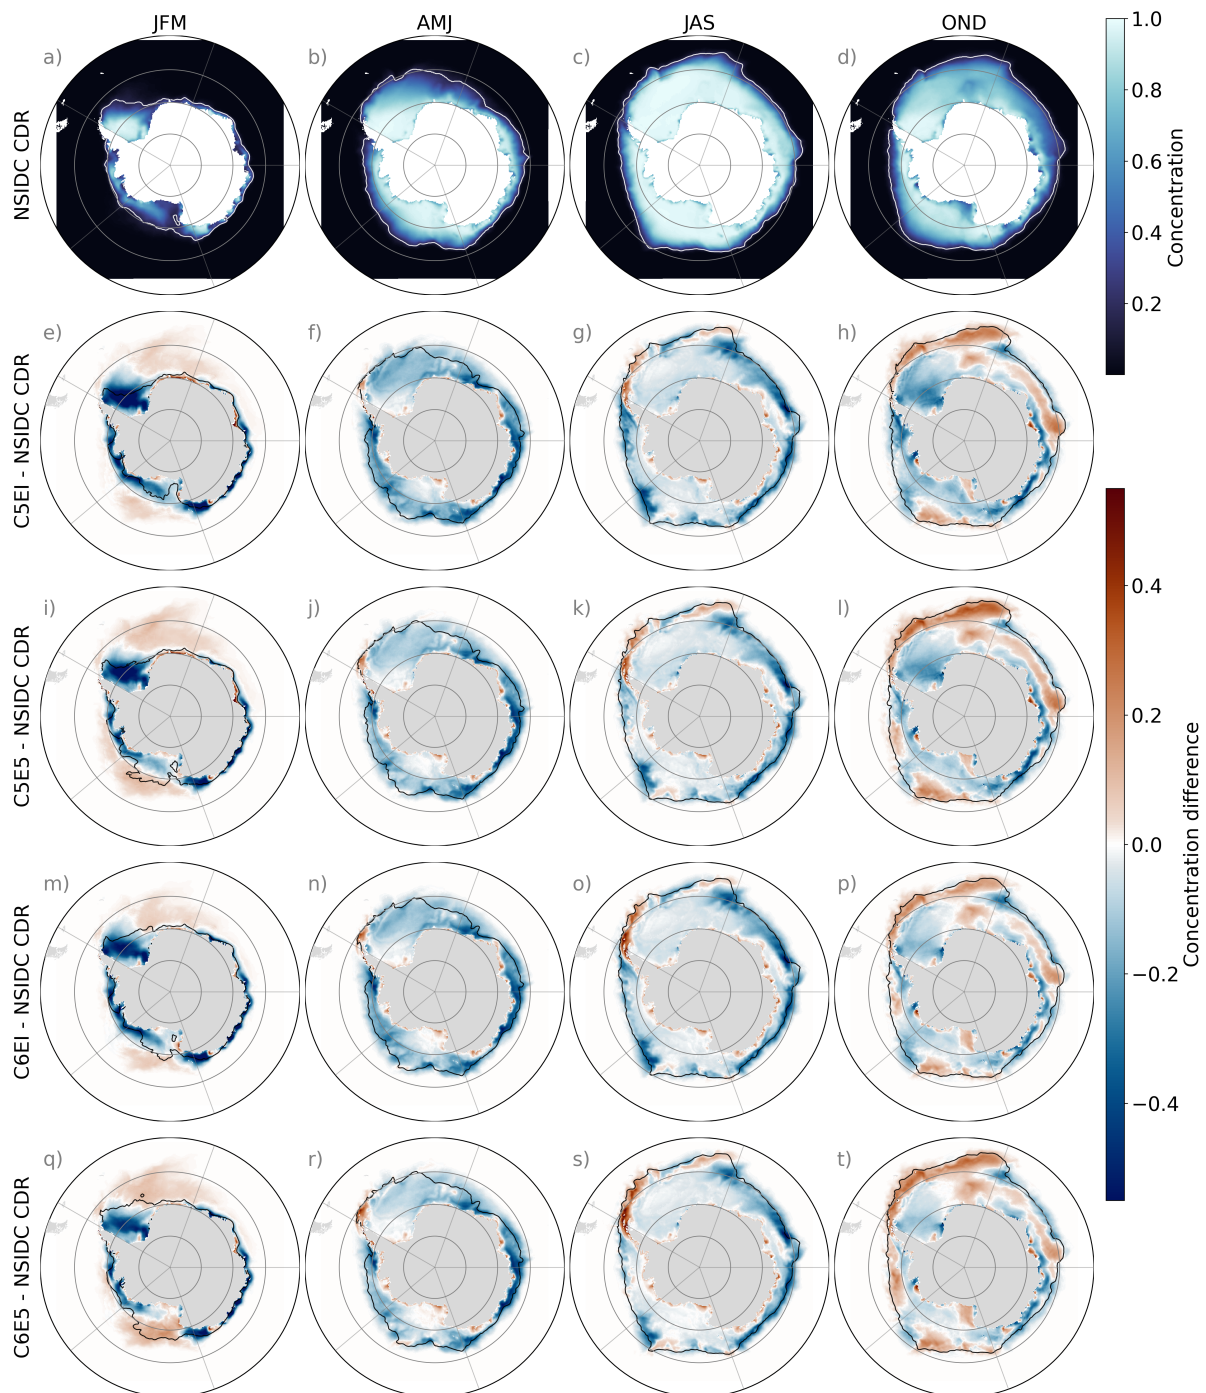 JFM AMJ JAS OND
a) b) c) d)
NSIDC CDR
1.0
0.8
0.6
0.4
0.2
Concentration
e) f) g) h)
C5EI - NSIDC CDR
i) j) k) l)
C5E5 - NSIDC CDR
m) n) o) p)
C6EI - NSIDC CDR
q) r) s) t)
C6E5 - NSIDC CDR
0.4
0.2
0.0
−0.2
−0.4
Concentration difference